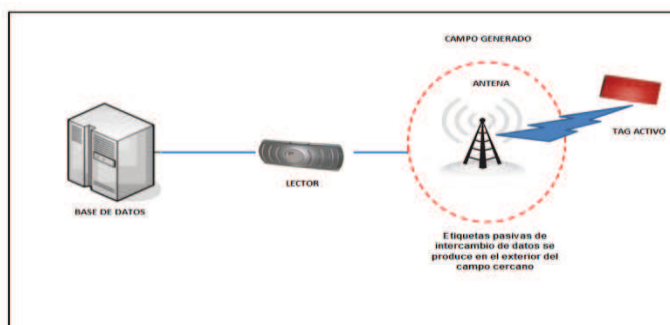 CAMPO GENERADO
ANTENA
TAG ACTIVO
LECTOR
BASE DE DATOS
Etiquetas pasivas de
intercambio de datos se
produce en el exterior del
campo cercano